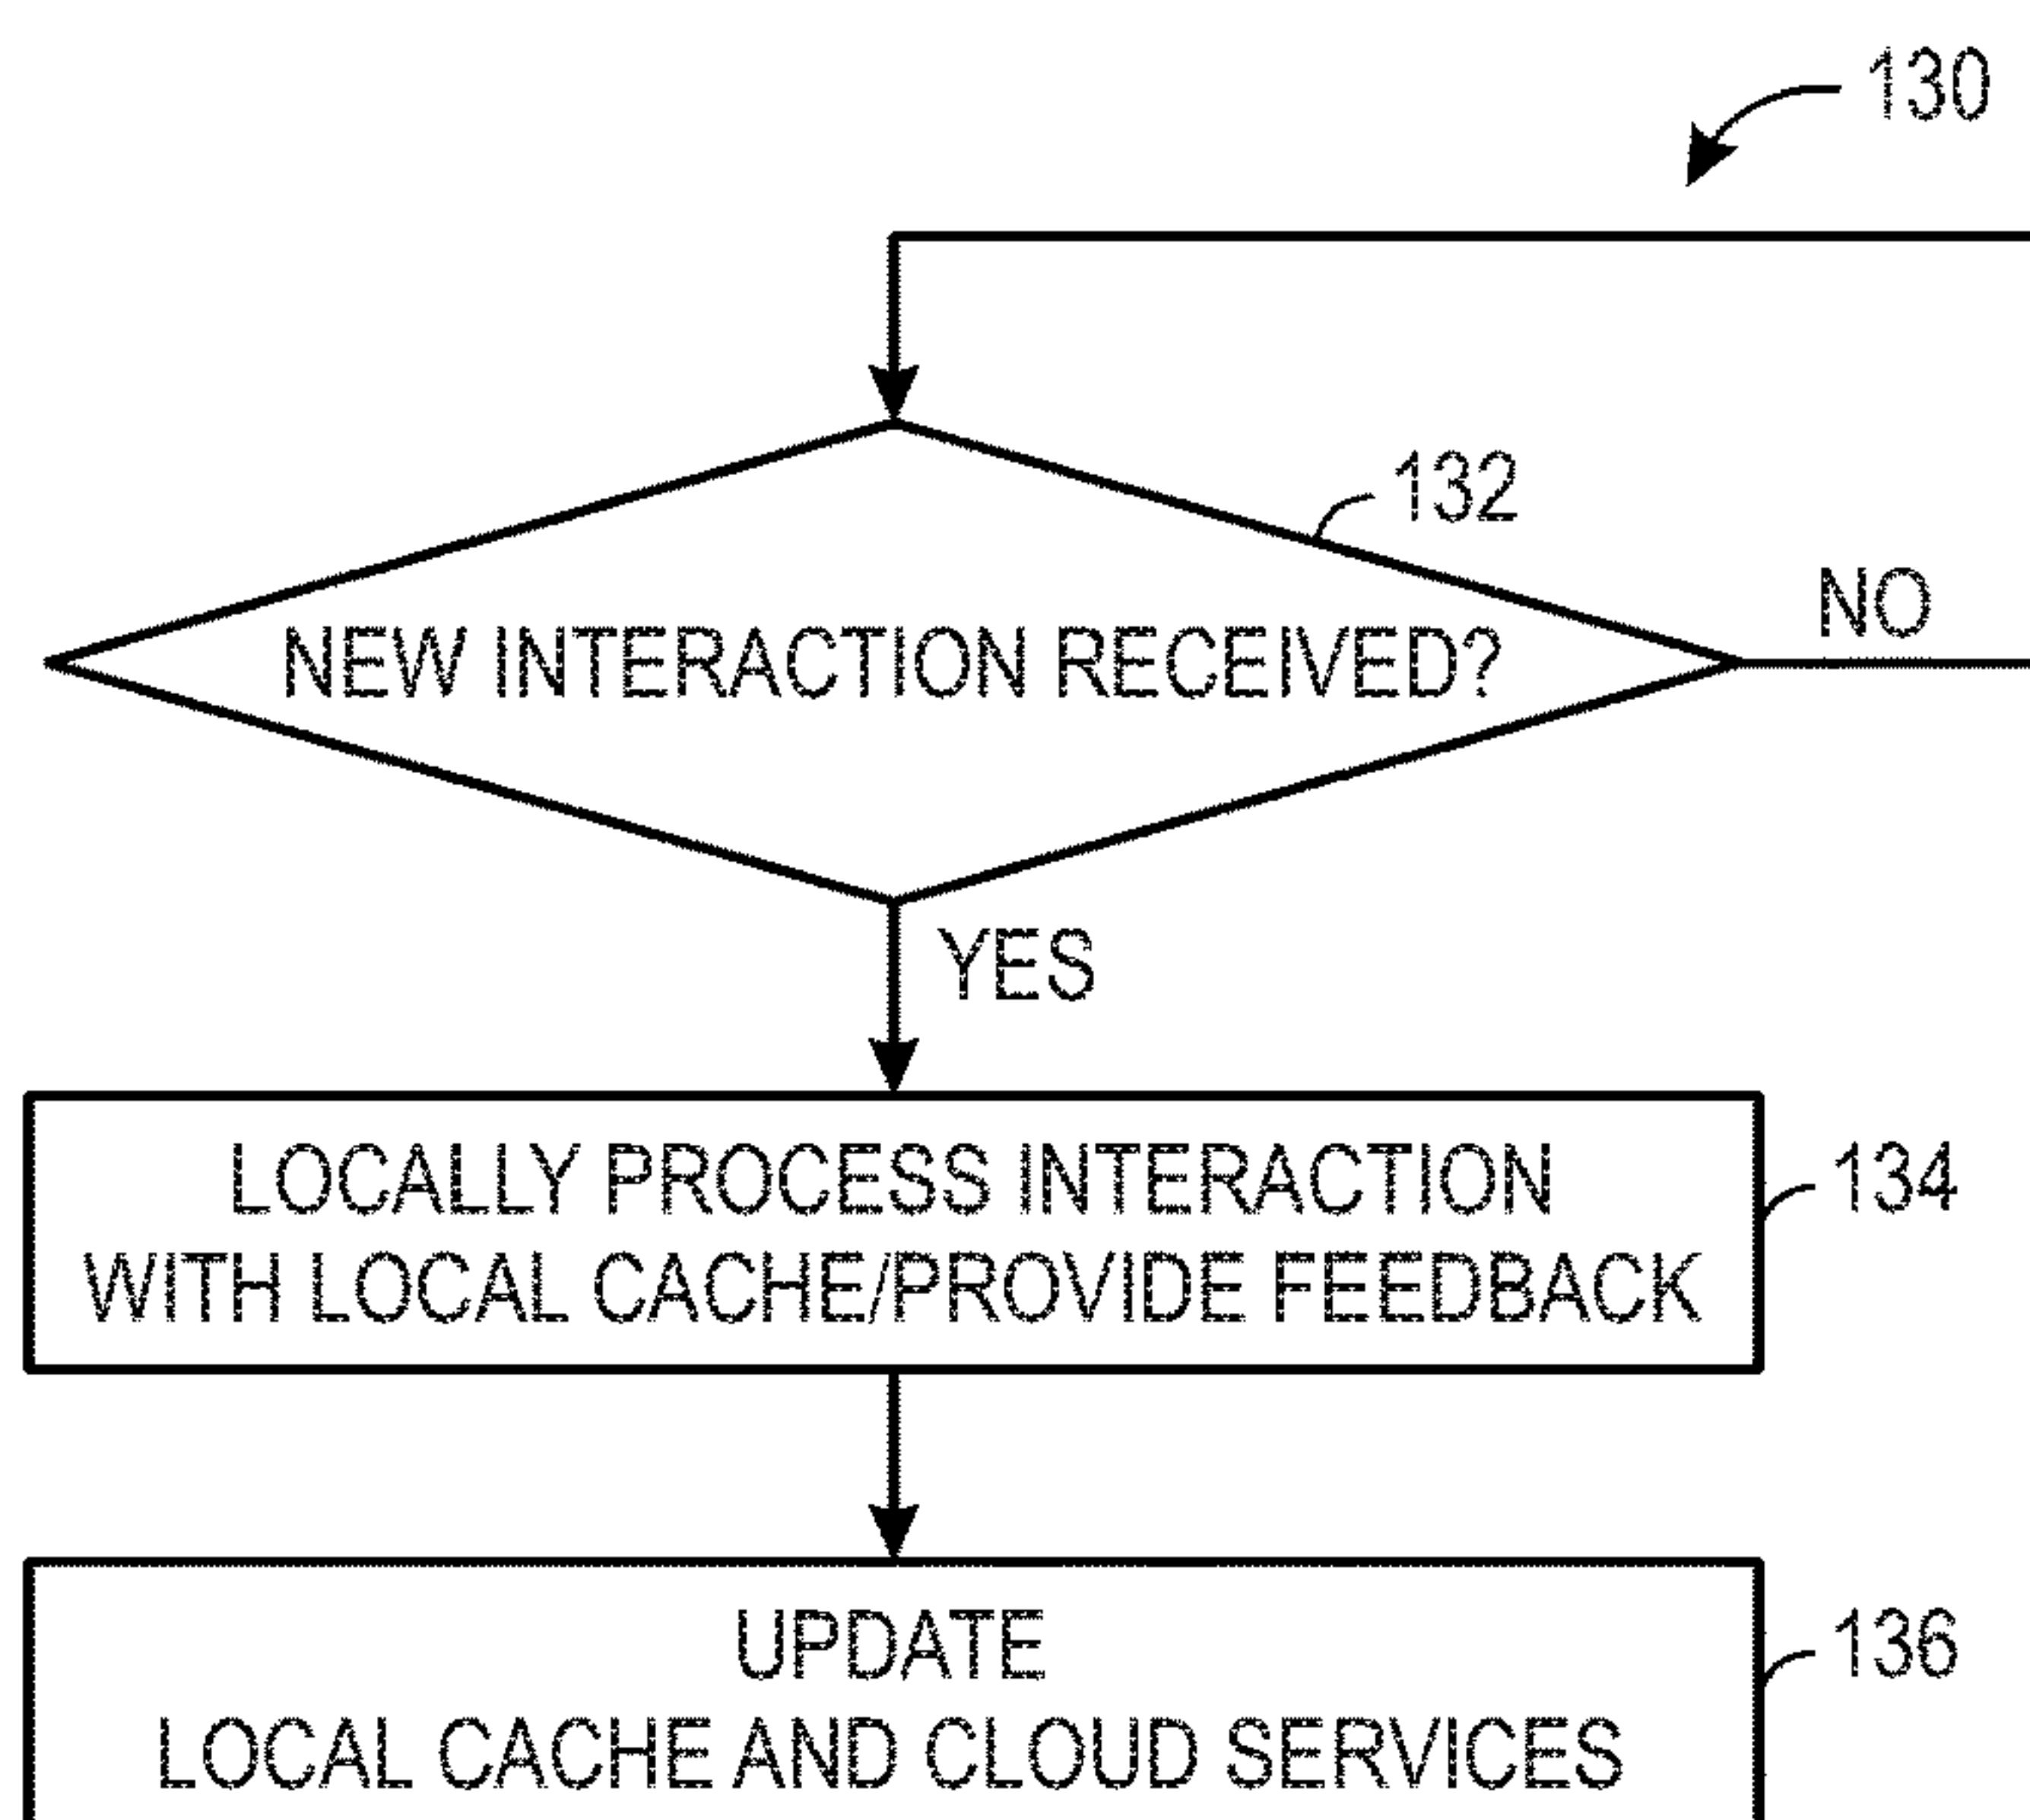 130
132
NO
NEW INTERACTION RECEIVED?
YES
LOCALLY PROCESS INTERACTION
WITH LOCAL CACHE/PROVIDE FEEDBACK
134
UPDATE
LOCAL CACHE AND CLOUD SERVICES
136